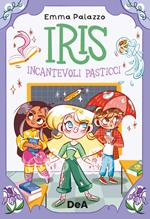 Emma Palazzo
IRIS
INCANTEVOLI PASTICCI
DeA